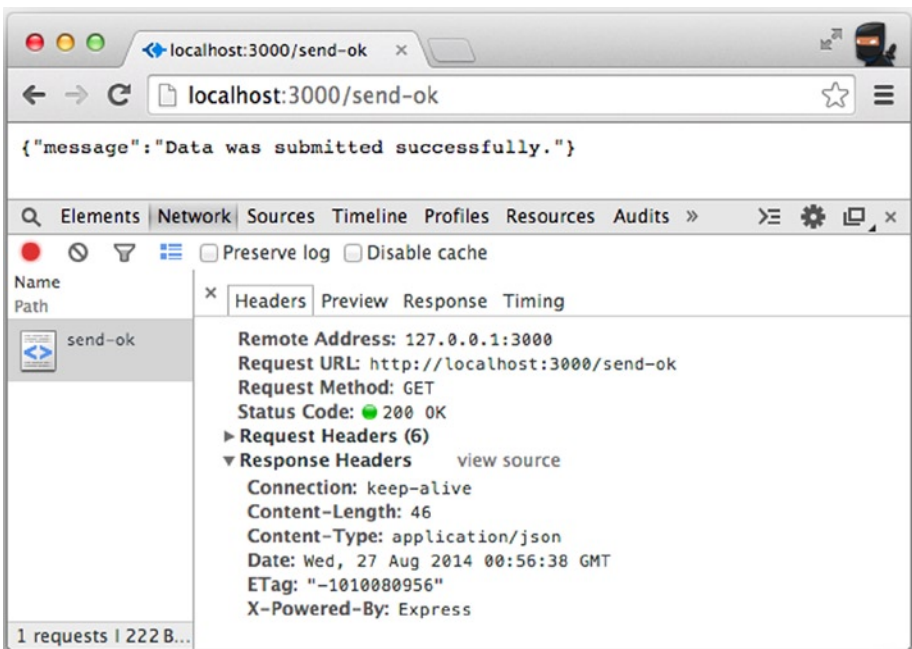 localhost:3000/send-ok ×
localhost:3000/send-ok
{"message":"Data was submitted successfully."}
Elements Network Sources Timeline Profiles Resources Audits » ×
Preserve log Disable cache
Name
Path
× Headers Preview Response Timing
send-ok
Remote Address: 127.0.0.1:3000
Request URL: http://localhost:3000/send-ok
Request Method: GET
Status Code: 200 OK
Request Headers (6)
Response Headers view source
Connection: keep-alive
Content-Length: 46
Content-Type: application/json
Date: Wed, 27 Aug 2014 00:56:38 GMT
ETag: "-1010080956"
X-Powered-By: Express
1 requests | 222 B...